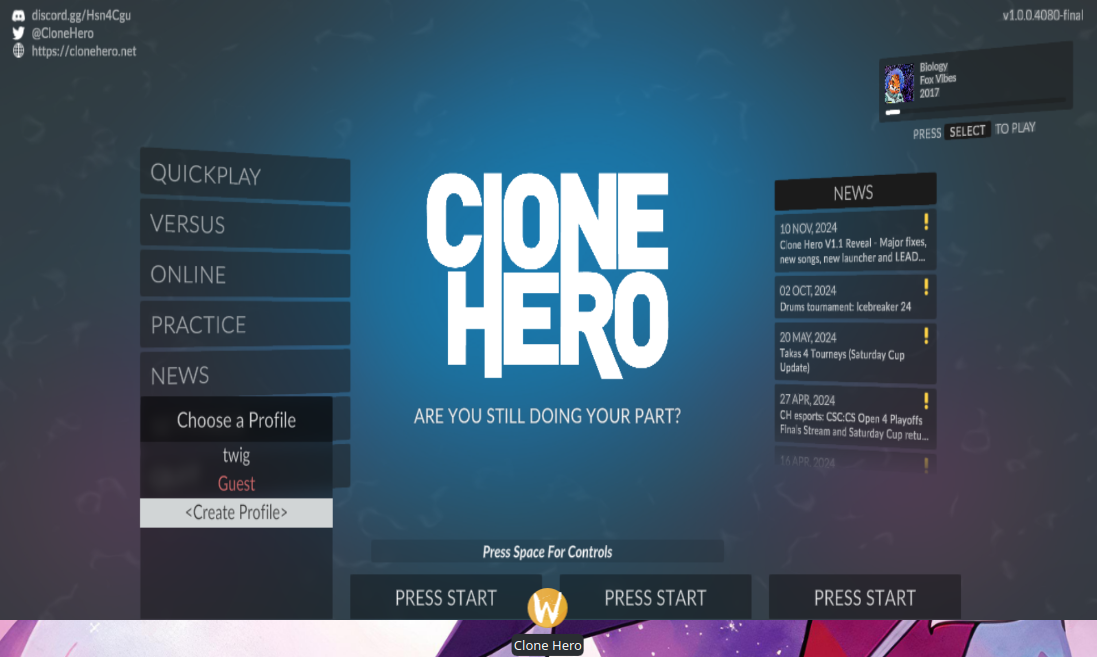 discord.gg/Hsn4Cgu
@CloneHero
https://clonehero.net
v1.0.0.4080-final
Biology
Fox Vibes
2017
PRESS SELECT TO PLAY
QUICKPLAY
VERSUS
ONLINE
PRACTICE
NEWS
Choose a Profile
twig
Guest
<Create Profile>
CLONE
HERO
ARE YOU STILL DOING YOUR PART?
NEWS
10 NOV, 2024
Clone Hero V1.1 Reveal - Major fixes,
new songs, new launcher and LEAD...
02 OCT, 2024
Drums tournament: Icebreaker 24
20 MAY, 2024
Takas 4 Tourneys (Saturday Cup
Update)
27 APR, 2024
CH esports: CSC:CS Open 4 Playoffs
Finals Stream and Saturday Cup retu...
16 APR, 2024
Press Space For Controls
PRESS START
PRESS START
PRESS START
W
Clone Hero